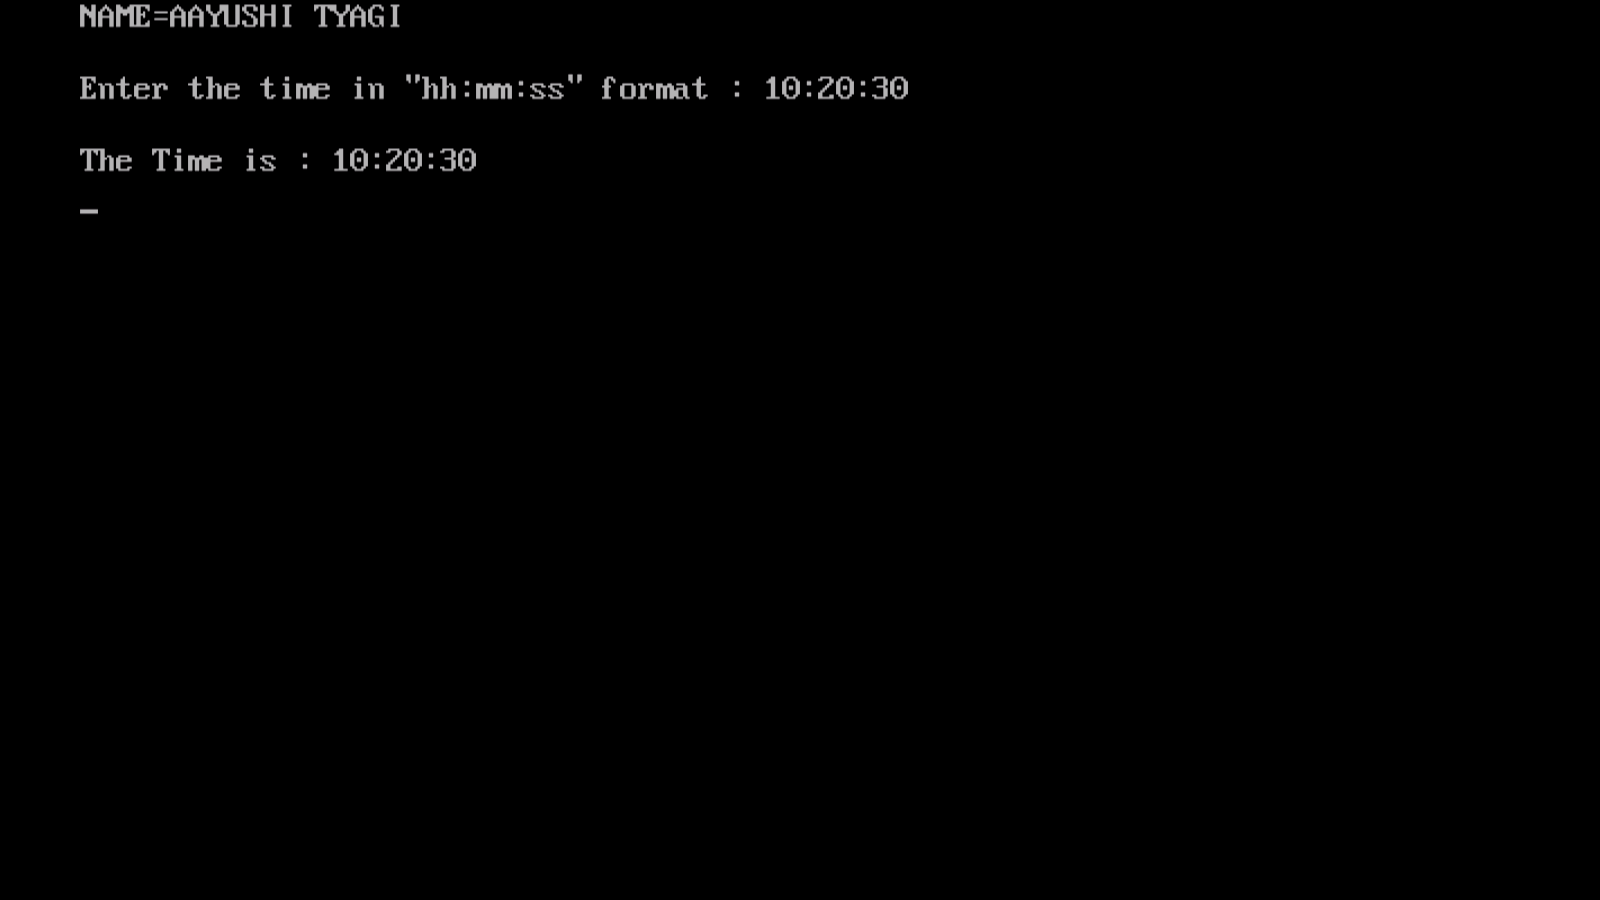 NAME=AAYUSHI TYAGI
Enter the time in "hh:mm:ss" format : 10:20:30
The Time is : 10:20:30